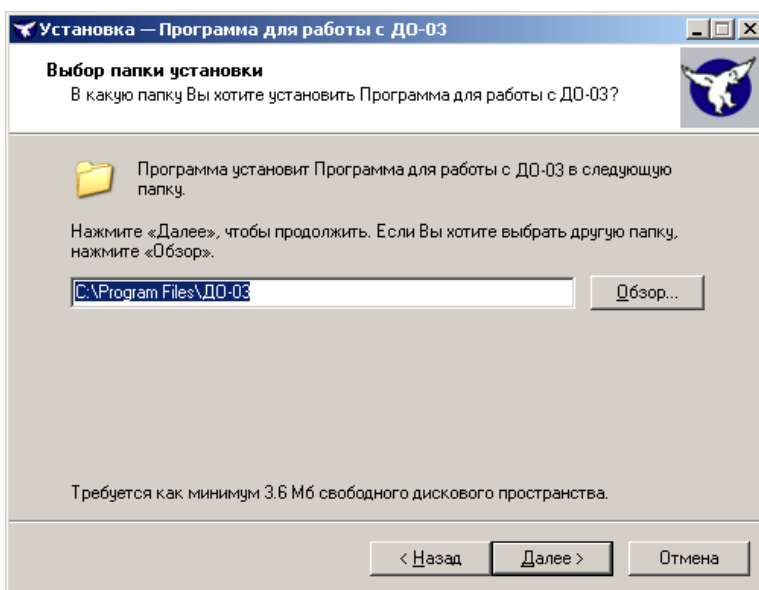 Установка — Программа для работы с ДО-03
Выбор папки установки
В какую папку Вы хотите установить Программа для работы с ДО-03?
Программа установит Программа для работы с ДО-03 в следующую
папку.
Нажмите «Далее», чтобы продолжить. Если Вы хотите выбрать другую папку,
нажмите «Обзор».
C:\Program Files\ДО-03
Обзор...
Требуется как минимум 3.6 Мб свободного дискового пространства.
< Назад
Далее >
Отмена